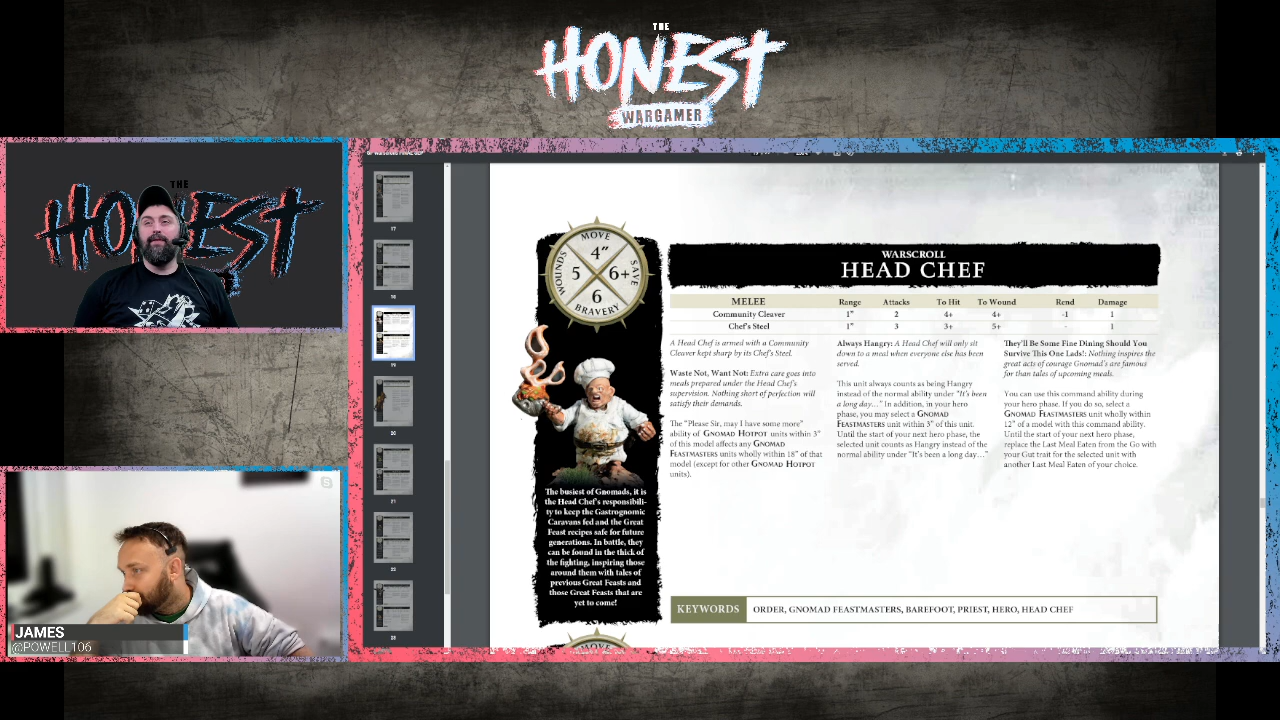 THE
HONEST
WARGAMER
THE
HONEST
JAMES
@POWELL106
17
18
19
20
21
22
23
MOVE
4"
WOUNDS
5
6+
SAVE
6
BRAVERY
The busiest of Gnomads, it is
the Head Chef's responsibili-
ty to keep the Gastrognomic
Caravans fed and the Great
Feast recipes safe for future
generations. In battle, they
can be found in the thick of
the fighting, inspiring those
around them with tales of
previous Great Feasts and
those Great Feasts that are
yet to come!
MOVE
WARSCROLL
HEAD CHEF
MELEE Range Attacks To Hit To Wound Rend Damage
Community Cleaver 1" 2 4+ 4+ -1 1
Chef's Steel 1" 3 3+ 5+ - 1
A Head Chef is armed with a Community
Cleaver kept sharp by its Chef's Steel.
Waste Not, Want Not: Extra care goes into
meals prepared under the Head Chef's
supervision. Nothing short of perfection will
satisfy their demands.
The "Please Sir, may I have some more"
ability of GNOMAD HOTPOT units within 3"
of this model affects any GNOMAD
FEASTMASTERS units wholly within 18" of that
model (except for other GNOMAD HOTPOT
units).
Always Hangry: A Head Chef will only sit
down to a meal when everyone else has been
served.
This unit always counts as being Hangry
instead of the normal ability under "It's been
a long day…" In addition, in your hero
phase, you may select a GNOMAD
FEASTMASTERS unit within 3" of this unit.
Until the start of your next hero phase, the
selected unit counts as Hangry instead of the
normal ability under "It's been a long day…"
They'll Be Some Fine Dining Should You
Survive This One Lads!: Nothing inspires the
great acts of courage Gnomad's are famous
for than tales of upcoming meals.
You can use this command ability during
your hero phase. If you do so, select a
GNOMAD FEASTMASTERS unit wholly within
12" of a model with this command ability.
Until the start of your next hero phase,
replace the Last Meal Eaten from the Go with
your Gut trait for the selected unit with
another Last Meal Eaten of your choice.
KEYWORDS ORDER, GNOMAD FEASTMASTERS, BAREFOOT, PRIEST, HERO, HEAD CHEF